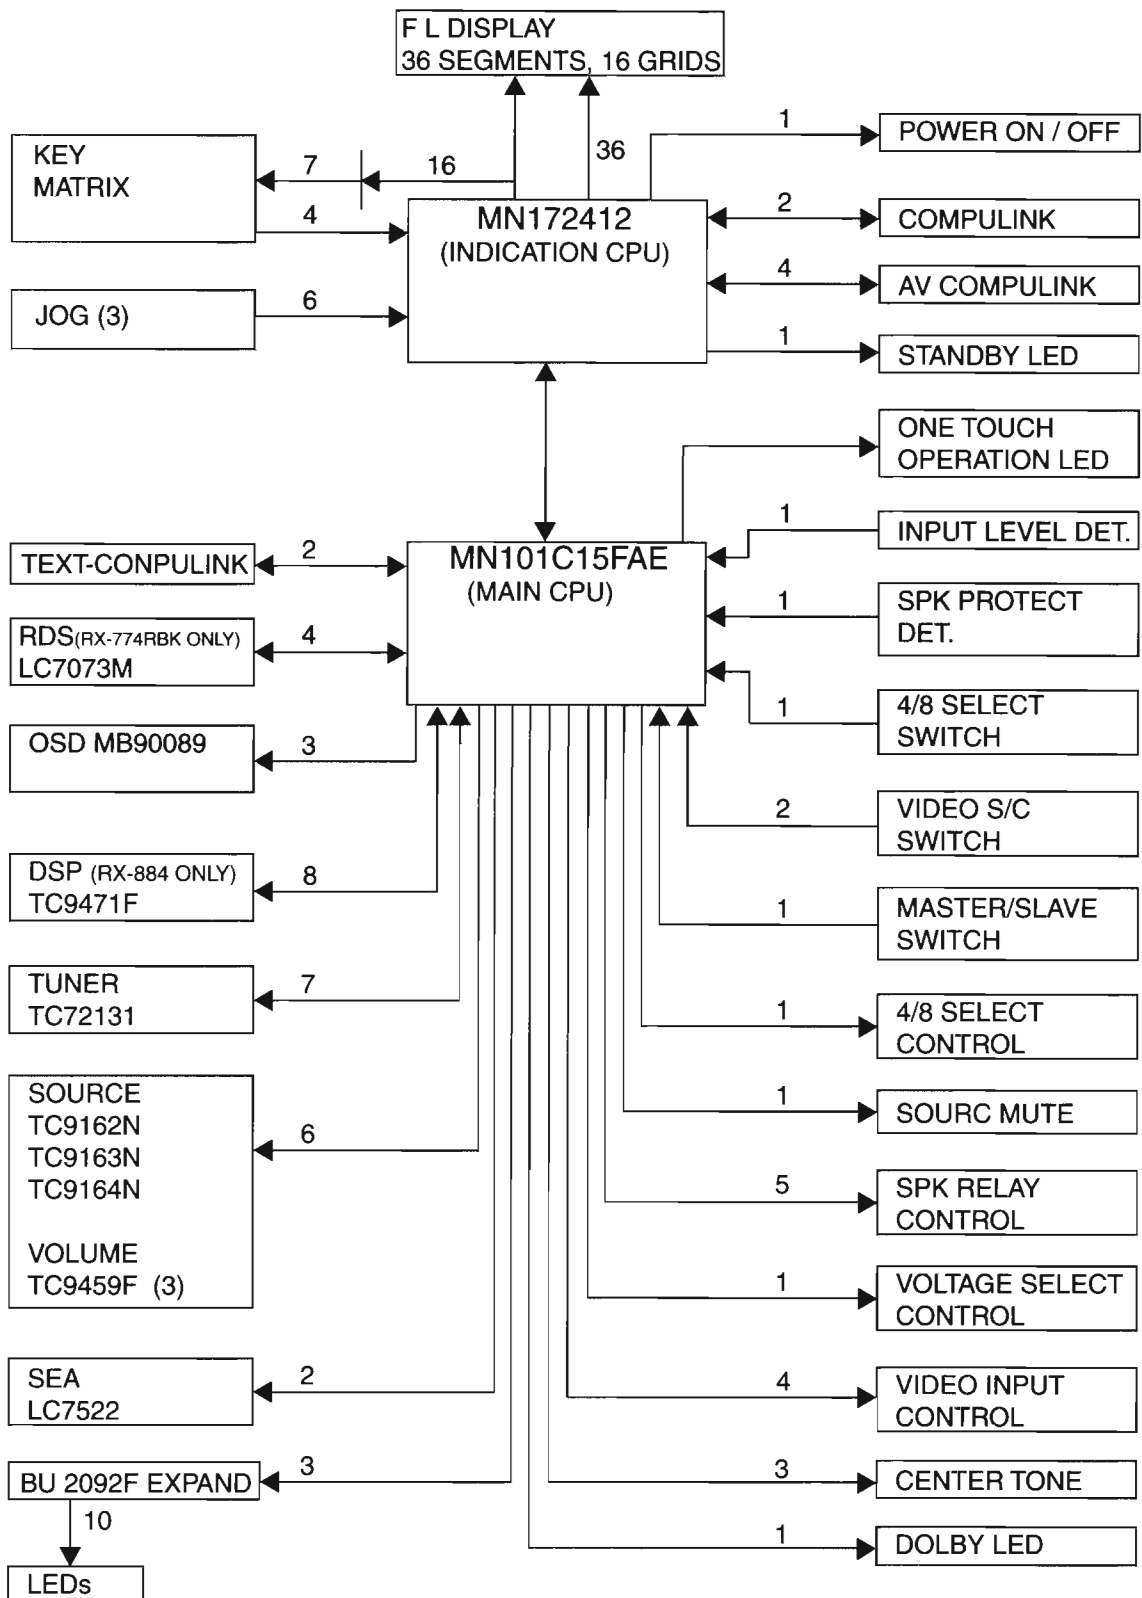 F L DISPLAY
36 SEGMENTS, 16 GRIDS
KEY
MATRIX
7
16
4
36
1
POWER ON / OFF
MN172412
(INDICATION CPU)
2
COMPULINK
JOG (3)
6
4
AV COMPULINK
1
STANDBY LED
ONE TOUCH
OPERATION LED
TEXT-CONPULINK
2
MN101C15FAE
(MAIN CPU)
1
INPUT LEVEL DET.
RDS(RX-774RBK ONLY)
LC7073M
4
1
SPK PROTECT
DET.
OSD MB90089
3
1
4/8 SELECT
SWITCH
2
VIDEO S/C
SWITCH
DSP (RX-884 ONLY)
TC9471F
8
1
MASTER/SLAVE
SWITCH
TUNER
TC72131
7
1
4/8 SELECT
CONTROL
SOURCE
TC9162N
TC9163N
TC9164N
VOLUME
TC9459F (3)
6
1
SOURC MUTE
5
SPK RELAY
CONTROL
1
VOLTAGE SELECT
CONTROL
SEA
LC7522
2
4
VIDEO INPUT
CONTROL
BU 2092F EXPAND
3
3
CENTER TONE
10
LEDs
1
DOLBY LED